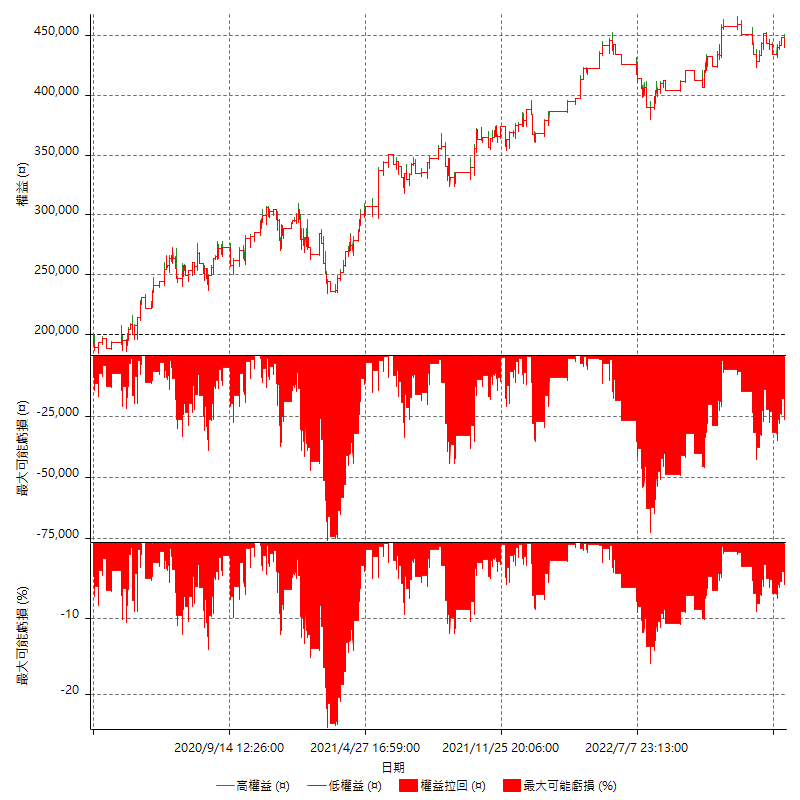 450,000
400,000
350,000
300,000
250,000
200,000
權益 (¤)
-25,000
-50,000
-75,000
最大可能虧損 (¤)
-10
-20
最大可能虧損 (%)
2020/9/14 12:26:00
2021/4/27 16:59:00
2021/11/25 20:06:00
2022/7/7 23:13:00
日期
高權益 (¤)
低權益 (¤)
權益拉回 (¤)
最大可能虧損 (%)